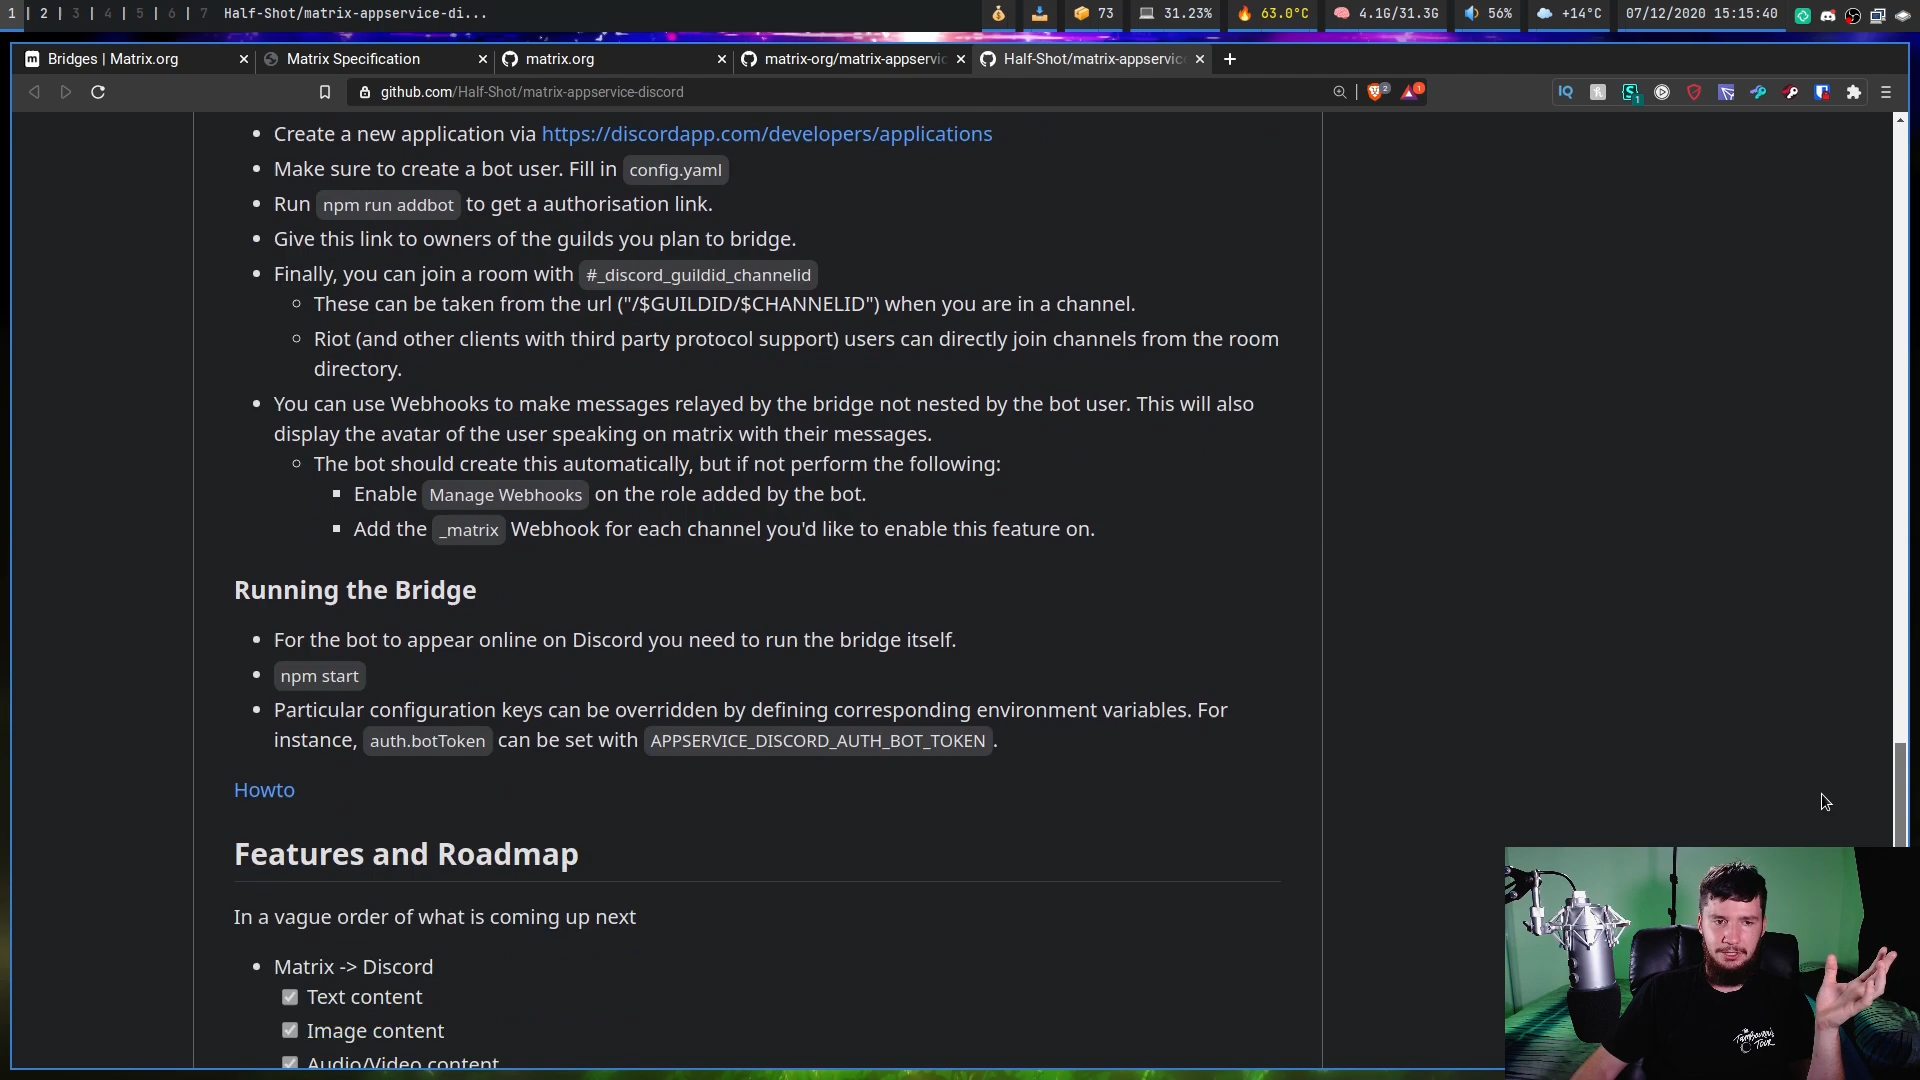 1 | 2 | 3 | 4 | 5 | 6 | 7 Half-Shot/matrix-appservice-di...
73 31.23% 63.0°C 4.1G/31.3G 56% +14°C 07/12/2020 15:15:40
Bridges | Matrix.org
Matrix Specification
matrix.org
matrix-org/matrix-appservic
Half-Shot/matrix-appservice
github.com/Half-Shot/matrix-appservice-discord
Create a new application via https://discordapp.com/developers/applications
Make sure to create a bot user. Fill in config.yaml
Run npm run addbot to get a authorisation link.
Give this link to owners of the guilds you plan to bridge.
Finally, you can join a room with #_discord_guildid_channelid
These can be taken from the url ("/$GUILDID/$CHANNELID") when you are in a channel.
Riot (and other clients with third party protocol support) users can directly join channels from the room
directory.
You can use Webhooks to make messages relayed by the bridge not nested by the bot user. This will also
display the avatar of the user speaking on matrix with their messages.
The bot should create this automatically, but if not perform the following:
Enable Manage Webhooks on the role added by the bot.
Add the _matrix Webhook for each channel you'd like to enable this feature on.
Running the Bridge
For the bot to appear online on Discord you need to run the bridge itself.
npm start
Particular configuration keys can be overridden by defining corresponding environment variables. For
instance, auth.botToken can be set with APPSERVICE_DISCORD_AUTH_BOT_TOKEN.
Howto
Features and Roadmap
In a vague order of what is coming up next
Matrix -> Discord
Text content
Image content
Audio/Video content